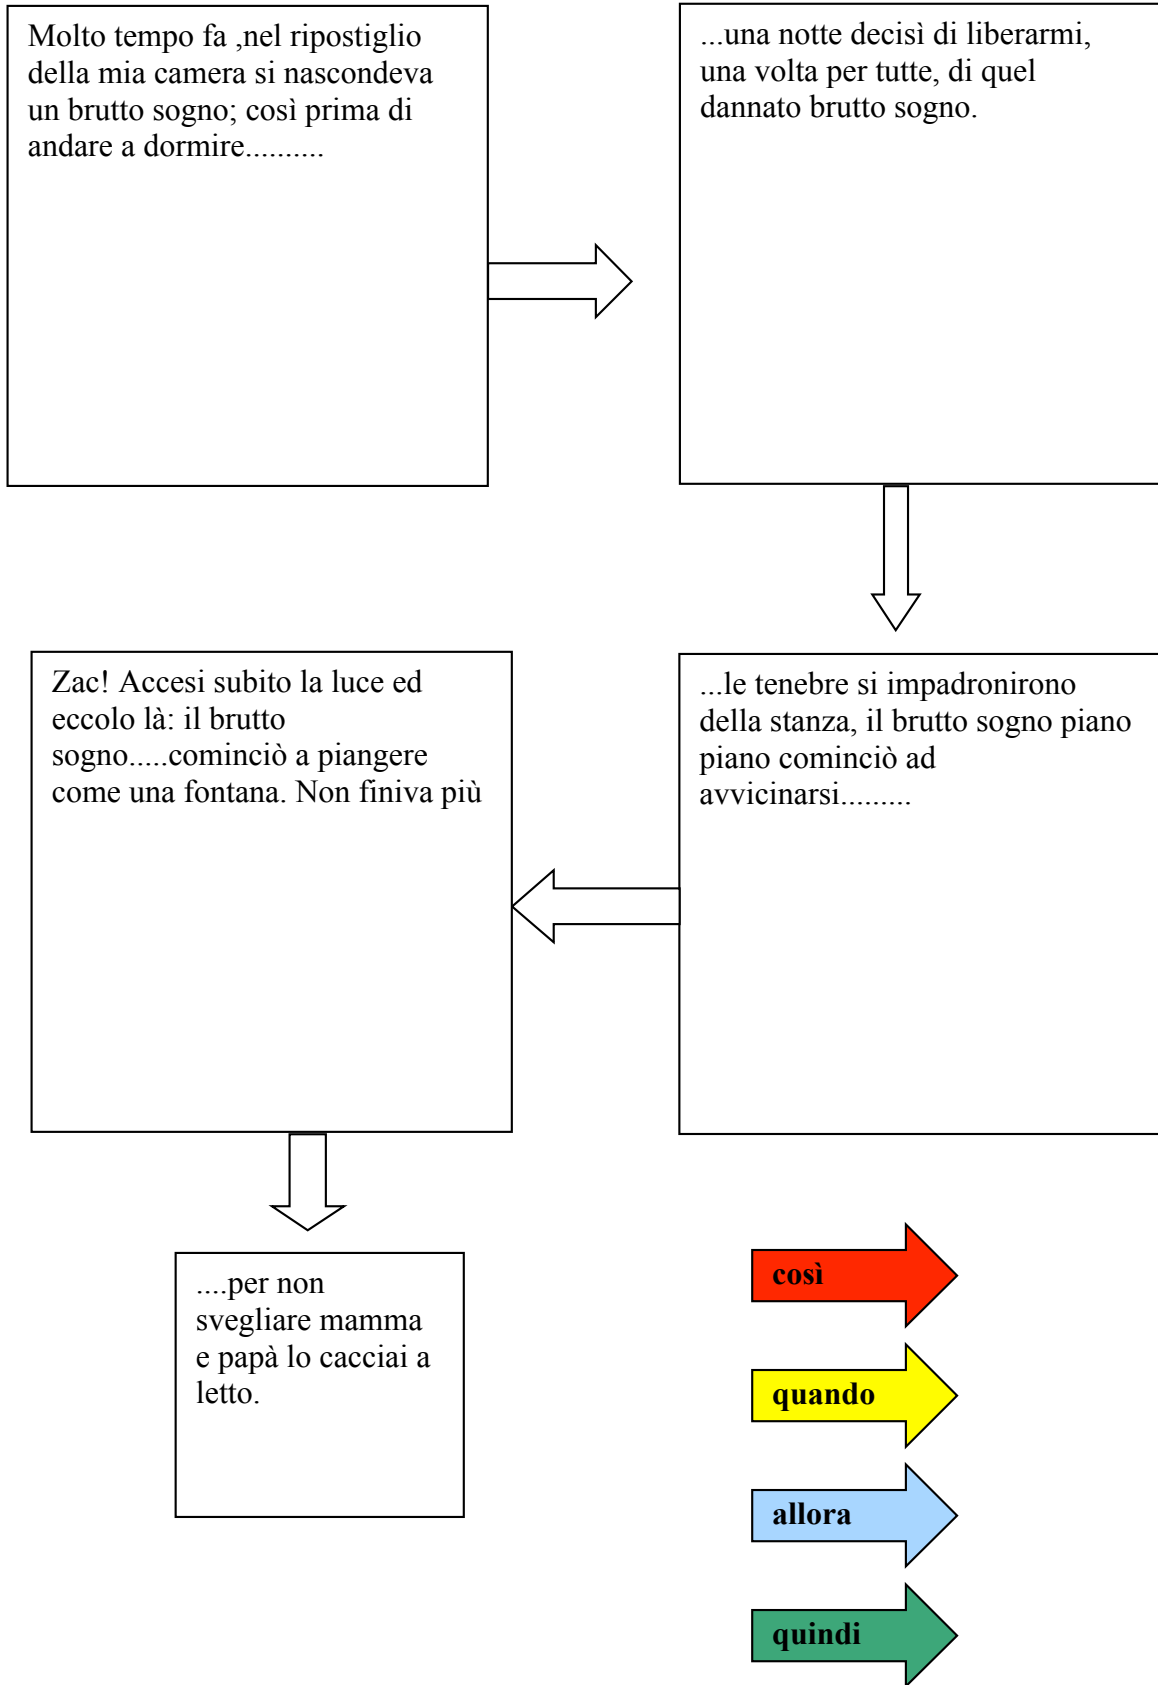 Molto tempo fa ,nel ripostiglio
della mia camera si nascondeva
un brutto sogno; così prima di
andare a dormire..........
...una notte decisì di liberarmi,
una volta per tutte, di quel
dannato brutto sogno.
...le tenebre si impadronirono
della stanza, il brutto sogno piano
piano cominciò ad
avvicinarsi.........
Zac! Accesi subito la luce ed
eccolo là: il brutto
sogno.....cominciò a piangere
come una fontana. Non finiva più
....per non
svegliare mamma
e papà lo cacciai a
letto.
così
quando
allora
quindi